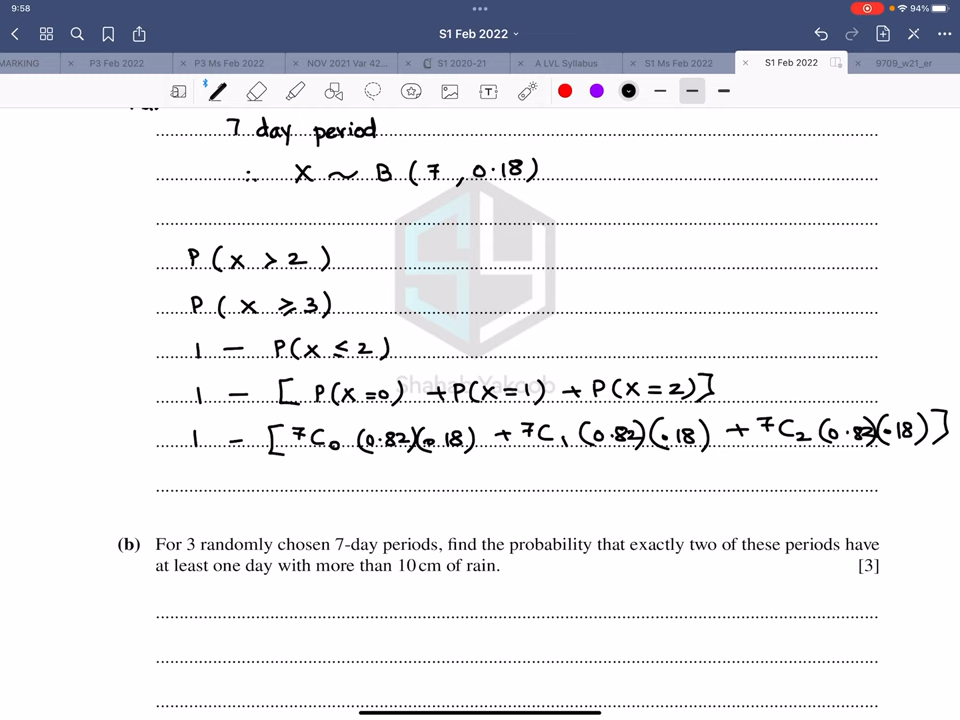 9:58
94%
S1 Feb 2022
MARKING
P3 Feb 2022
P3 Ms Feb 2022
NOV 2021 Var 42...
S1 2020-21
A LVL Syllabus
S1 Ms Feb 2022
S1 Feb 2022
9709_w21_er
7 day period
∴ X ~ B (7, 0.18)
P (x > 2)
P (x ≥ 3)
1 - P(x ≤ 2)
Shahab Yakoob
1 - [P(x=0) + P(x=1) + P(x=2)]
1 - [⁷C₀ (0.82)(.18) + ⁷C₁ (0.82)(.18) + ⁷C₂ (0.82)(.18)]
(b) For 3 randomly chosen 7-day periods, find the probability that exactly two of these periods have
at least one day with more than 10 cm of rain. [3]